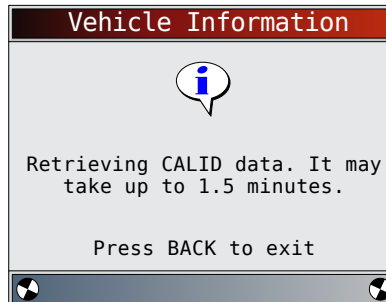 Vehicle Information
Retrieving CALID data. It may
take up to 1.5 minutes.
Press BACK to exit